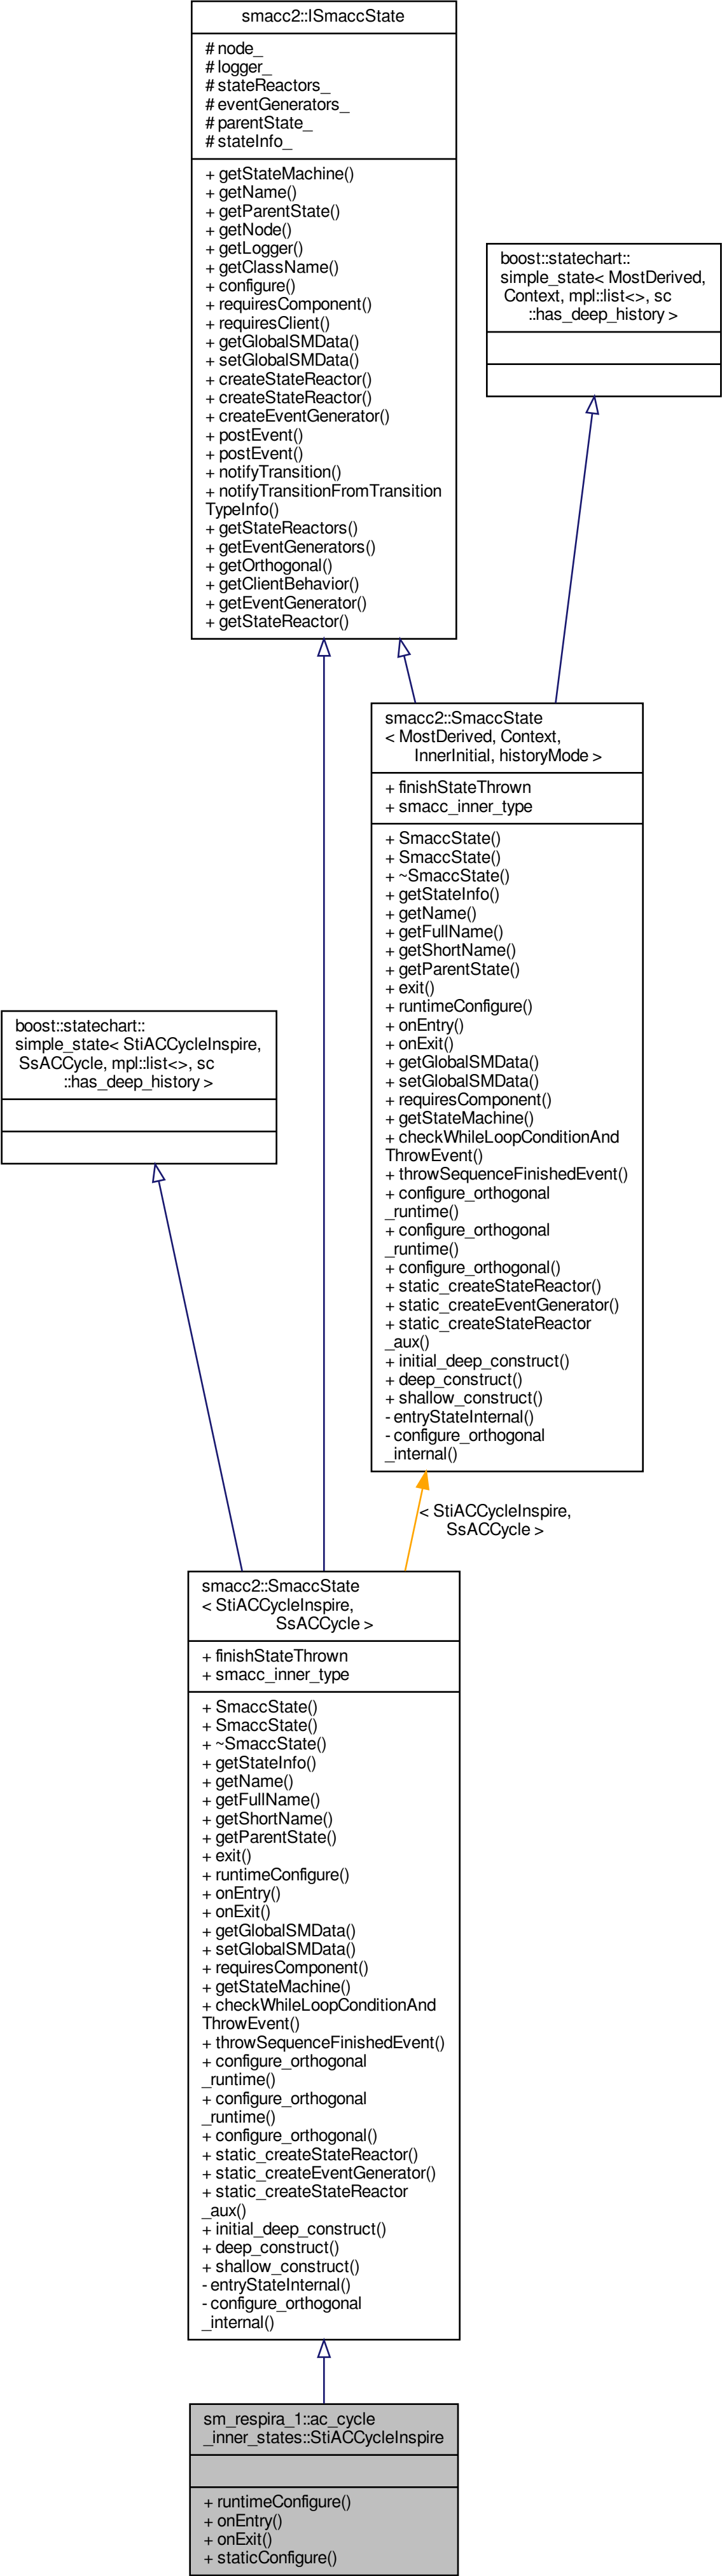 smacc2::ISmaccState
# node_
# logger_
# stateReactors_
# eventGenerators_
# parentState_
# stateInfo_
+ getStateMachine()
+ getName()
+ getParentState()
+ getNode()
+ getLogger()
+ getClassName()
+ configure()
+ requiresComponent()
+ requiresClient()
+ getGlobalSMData()
+ setGlobalSMData()
+ createStateReactor()
+ createStateReactor()
+ createEventGenerator()
+ postEvent()
+ postEvent()
+ notifyTransition()
+ notifyTransitionFromTransition
TypeInfo()
+ getStateReactors()
+ getEventGenerators()
+ getOrthogonal()
+ getClientBehavior()
+ getEventGenerator()
+ getStateReactor()
boost::statechart::
simple_state< MostDerived,
Context, mpl::list<>, sc
::has_deep_history >
smacc2::SmaccState
< MostDerived, Context,
InnerInitial, historyMode >
+ finishStateThrown
+ smacc_inner_type
+ SmaccState()
+ SmaccState()
+ ~SmaccState()
+ getStateInfo()
+ getName()
+ getFullName()
+ getShortName()
+ getParentState()
+ exit()
+ runtimeConfigure()
+ onEntry()
+ onExit()
+ getGlobalSMData()
+ setGlobalSMData()
+ requiresComponent()
+ getStateMachine()
+ checkWhileLoopConditionAnd
ThrowEvent()
+ throwSequenceFinishedEvent()
+ configure_orthogonal
_runtime()
+ configure_orthogonal
_runtime()
+ configure_orthogonal()
+ static_createStateReactor()
+ static_createEventGenerator()
+ static_createStateReactor
_aux()
+ initial_deep_construct()
+ deep_construct()
+ shallow_construct()
- entryStateInternal()
- configure_orthogonal
_internal()
boost::statechart::
simple_state< StiACCycleInspire,
SsACCycle, mpl::list<>, sc
::has_deep_history >
< StiACCycleInspire,
SsACCycle >
smacc2::SmaccState
< StiACCycleInspire,
SsACCycle >
+ finishStateThrown
+ smacc_inner_type
+ SmaccState()
+ SmaccState()
+ ~SmaccState()
+ getStateInfo()
+ getName()
+ getFullName()
+ getShortName()
+ getParentState()
+ exit()
+ runtimeConfigure()
+ onEntry()
+ onExit()
+ getGlobalSMData()
+ setGlobalSMData()
+ requiresComponent()
+ getStateMachine()
+ checkWhileLoopConditionAnd
ThrowEvent()
+ throwSequenceFinishedEvent()
+ configure_orthogonal
_runtime()
+ configure_orthogonal
_runtime()
+ configure_orthogonal()
+ static_createStateReactor()
+ static_createEventGenerator()
+ static_createStateReactor
_aux()
+ initial_deep_construct()
+ deep_construct()
+ shallow_construct()
- entryStateInternal()
- configure_orthogonal
_internal()
sm_respira_1::ac_cycle
_inner_states::StiACCycleInspire
+ runtimeConfigure()
+ onEntry()
+ onExit()
+ staticConfigure()